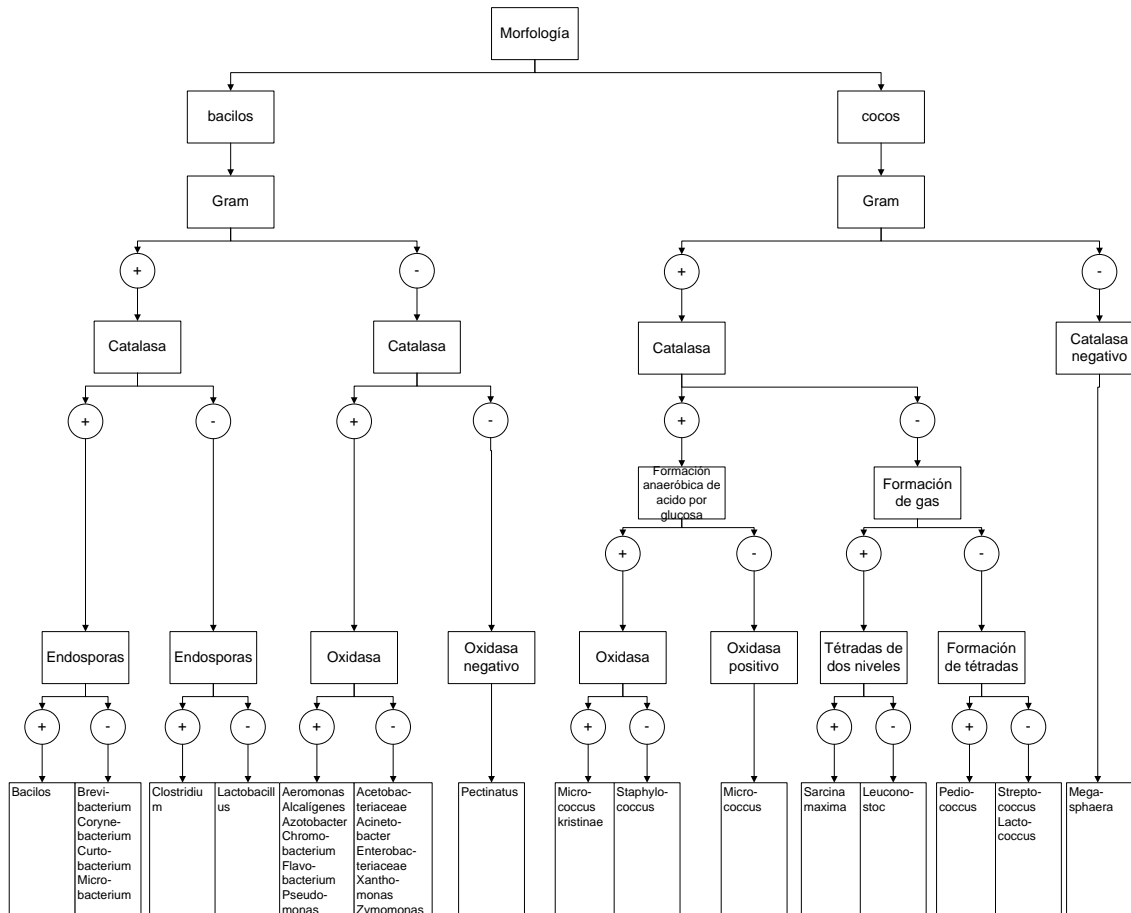 Morfología
bacilos
cocos
Gram
Gram
+
-
+
-
Catalasa
Catalasa
Catalasa
Catalasa
negativo
+
-
+
-
+
-
Formación
anaeróbica de
acido por
glucosa
Formación
de gas
+
-
+
-
Endosporas
Endosporas
Oxidasa
Oxidasa
negativo
Oxidasa
Oxidasa
positivo
Tétradas de
dos niveles
Formación
de tétradas
+
-
+
-
+
-
+
-
+
-
+
-
Bacilos
Brevi-
bacterium
Coryne-
bacterium
Curto-
bacterium
Micro-
bacterium
Clostridiu
m
Lactobacill
us
Aeromonas
Alcalígenes
Azotobacter
Chromo-
bacterium
Flavo-
bacterium
Pseudo-
monas
Acetobac-
teriaceae
Acineto-
bacter
Enterobac-
teriaceae
Xantho-
monas
Zymomonas
Pectinatus
Micro-
coccus
kristinae
Staphylo-
coccus
Micro-
coccus
Sarcina
maxima
Leucono-
stoc
Pedio-
coccus
Strepto-
coccus
Lacto-
coccus
Mega-
sphaera